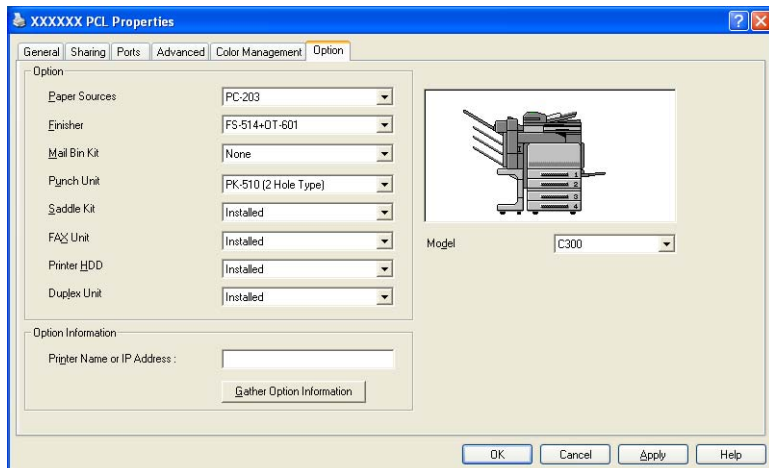 XXXXXX PCL Properties
General Sharing Ports Advanced Color Management Option
Option
Paper Sources PC-203
Finisher FS-514+OT-601
Mail Bin Kit None
Punch Unit PK-510 (2 Hole Type)
Saddle Kit Installed
FAX Unit Installed
Printer HDD Installed
Duplex Unit Installed
1
2
3
4
Model C300
Option Information
Printer Name or IP Address :
Gather Option Information
OK Cancel Apply Help